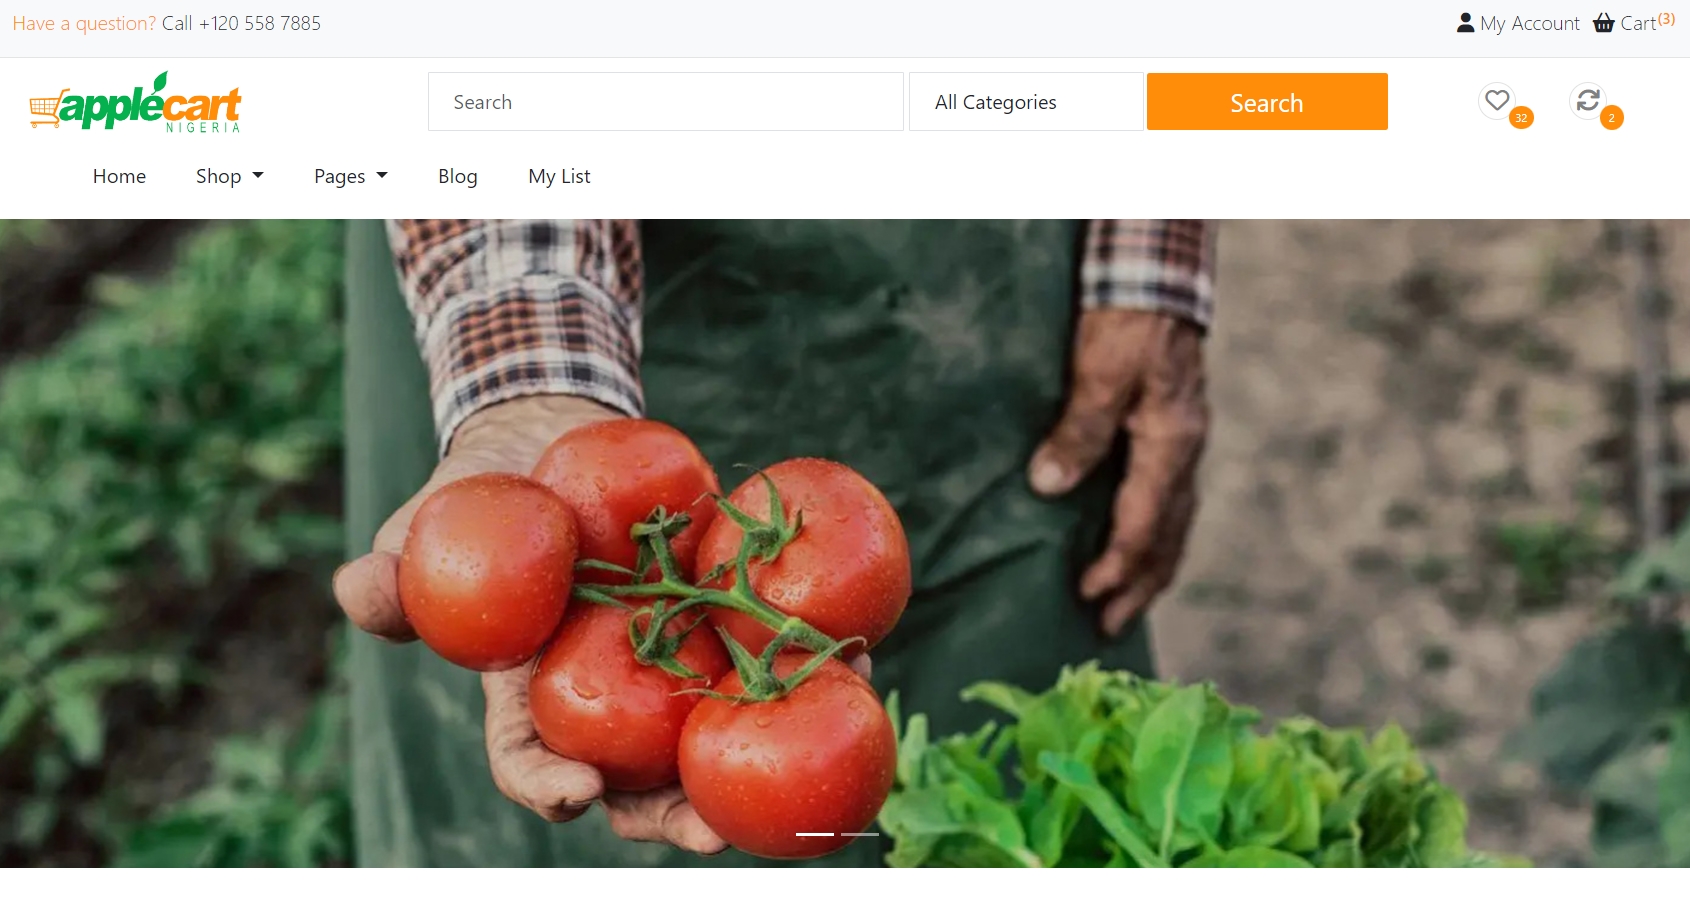 Have a question? Call +120 558 7885
My Account Cart(3)
applecart
NIGERIA
Search
All Categories
Search
32
2
Home Shop Pages Blog My List